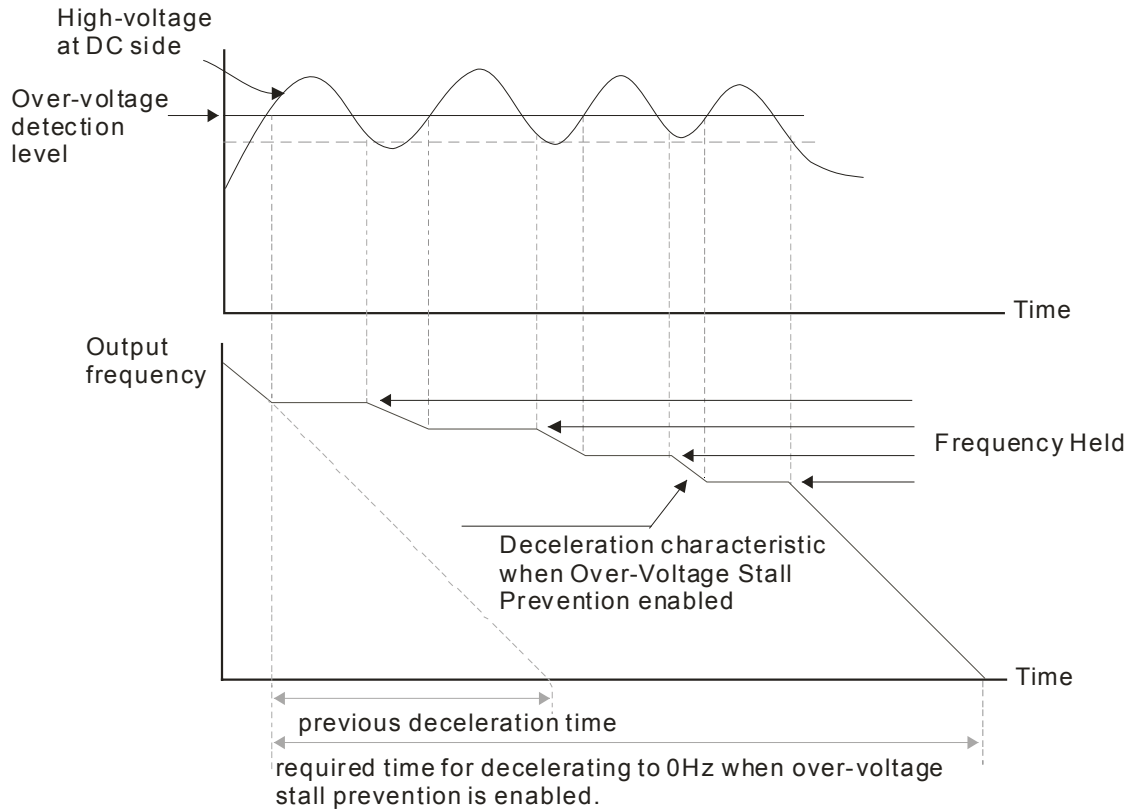 High-voltage
at DC side
Over-voltage
detection
level
Time
Output
frequency
Frequency Held
Deceleration characteristic
when Over-Voltage Stall
Prevention enabled
Time
previous deceleration time
required time for decelerating to 0Hz when over-voltage
stall prevention is enabled.